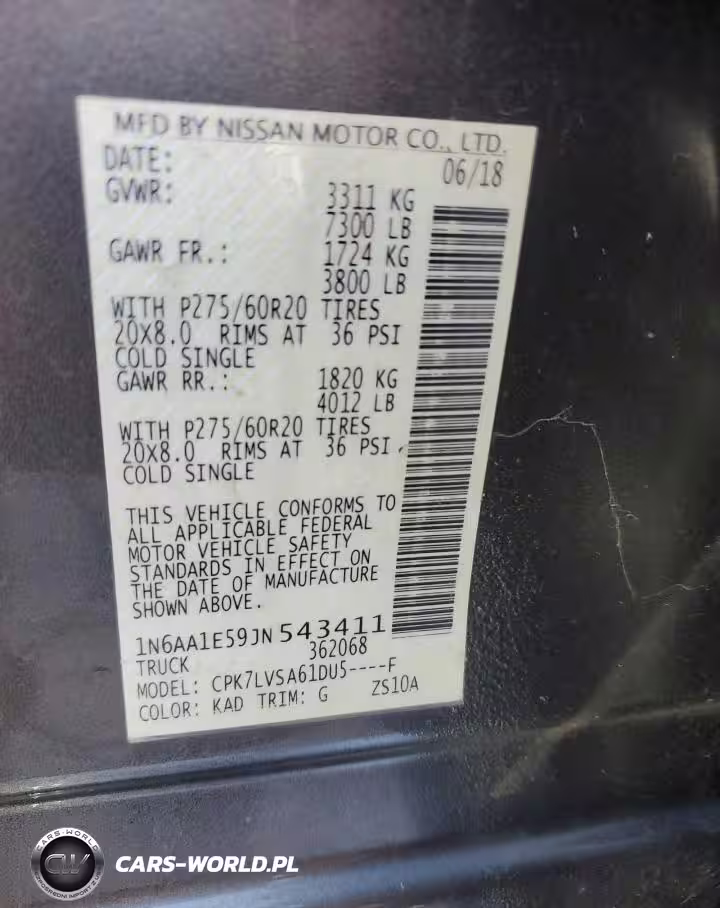 MFD BY NISSAN MOTOR CO., LTD.
DATE: 06/18
GVWR: 3311 KG
7300 LB
GAWR FR.: 1724 KG
3800 LB
WITH P275/60R20 TIRES
20X8.0 RIMS AT 36 PSI
COLD SINGLE
GAWR RR.: 1820 KG
4012 LB
WITH P275/60R20 TIRES
20X8.0 RIMS AT 36 PSI
COLD SINGLE
THIS VEHICLE CONFORMS TO
ALL APPLICABLE FEDERAL
MOTOR VEHICLE SAFETY
STANDARDS IN EFFECT ON
THE DATE OF MANUFACTURE
SHOWN ABOVE.
1N6AA1E59JN543411
TRUCK 362068
MODEL: CPK7LVSA61DU5----F
COLOR: KAD TRIM: G ZS10A
CARS-WORLD
CW
CARS-WORLD.PL